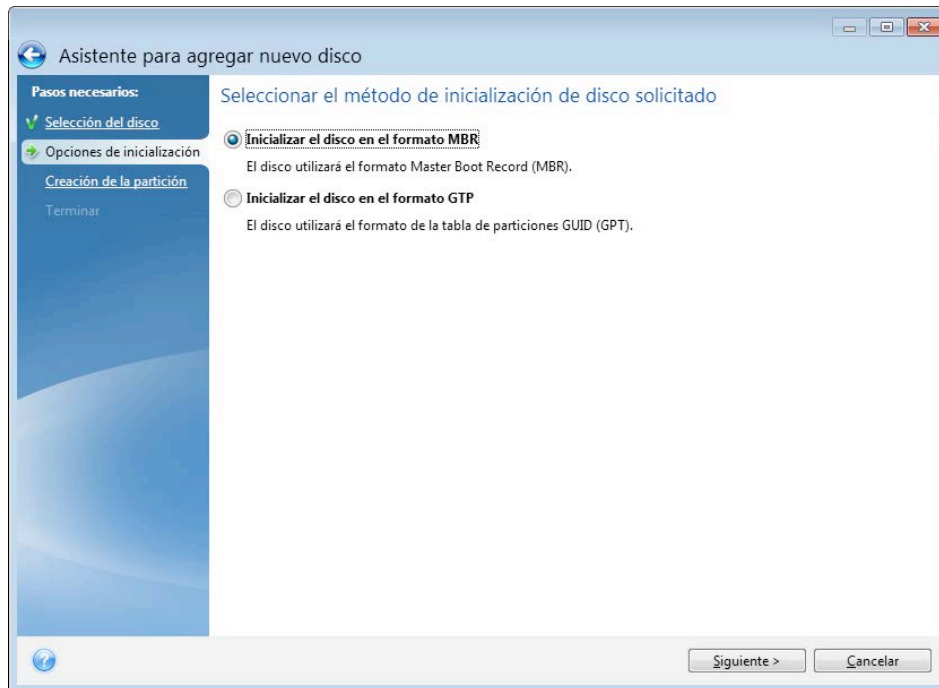 Asistente para agregar nuevo disco
Pasos necesarios:
Selección del disco
Opciones de inicialización
Creación de la partición
Terminar
Seleccionar el método de inicialización de disco solicitado
Inicializar el disco en el formato MBR
El disco utilizará el formato Master Boot Record (MBR).
Inicializar el disco en el formato GTP
El disco utilizará el formato de la tabla de particiones GUID (GPT).
Siguiente >
Cancelar